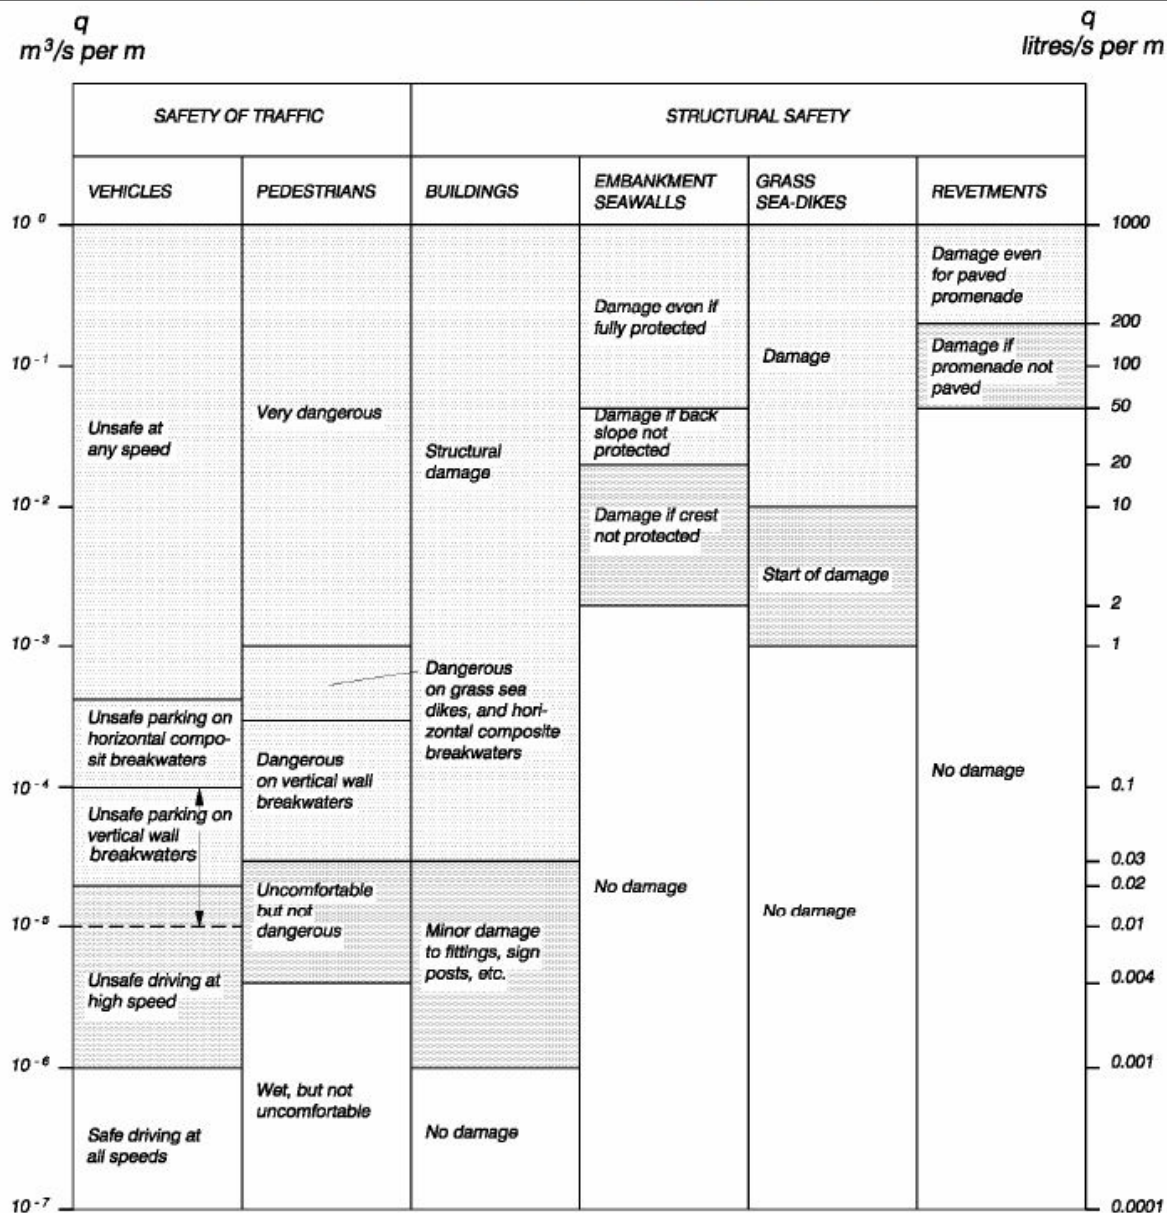 q
m³/s per m
q
litres/s per m
SAFETY OF TRAFFIC
STRUCTURAL SAFETY
VEHICLES
PEDESTRIANS
BUILDINGS
EMBANKMENT
SEAWALLS
GRASS
SEA-DIKES
REVETMENTS
10⁰
10⁻¹
10⁻²
10⁻³
10⁻⁴
10⁻⁵
10⁻⁶
10⁻⁷
Unsafe at
any speed
Unsafe parking on
horizontal compo-
sit breakwaters
Unsafe parking on
vertical wall
breakwaters
Unsafe driving at
high speed
Safe driving at
all speeds
Very dangerous
Dangerous
on grass sea
dikes, and hori-
zontal composite
breakwaters
Dangerous
on vertical wall
breakwaters
Uncomfortable
but not
dangerous
Wet, but not
uncomfortable
Structural
damage
Minor damage
to fittings, sign
posts, etc.
No damage
Damage even if
fully protected
Damage if back
slope not
protected
Damage if crest
not protected
No damage
Damage
Start of damage
No damage
Damage even
for paved
promenade
Damage if
promenade not
paved
No damage
1000
200
100
50
20
10
2
1
0.1
0.03
0.02
0.01
0.004
0.001
0.0001